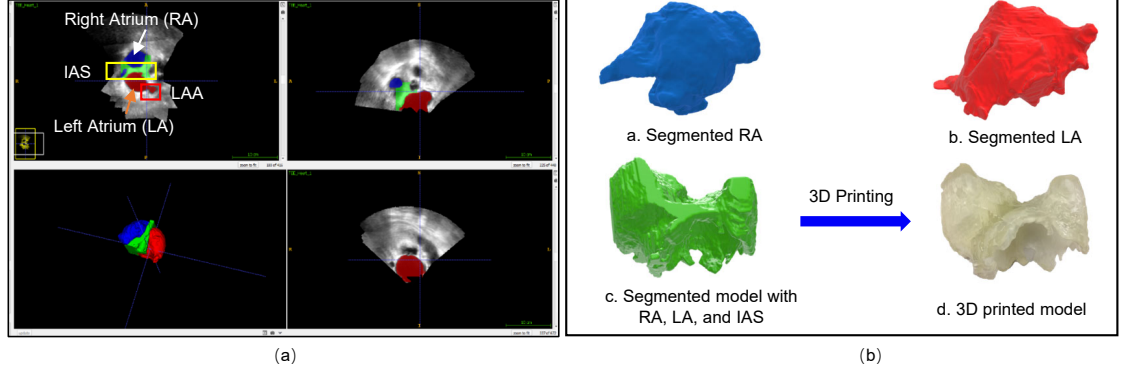 Right Atrium (RA)
IAS
LAA
Left Atrium (LA)
a. Segmented RA
b. Segmented LA
3D Printing
c. Segmented model with
RA, LA, and IAS
d. 3D printed model
(a)
(b)